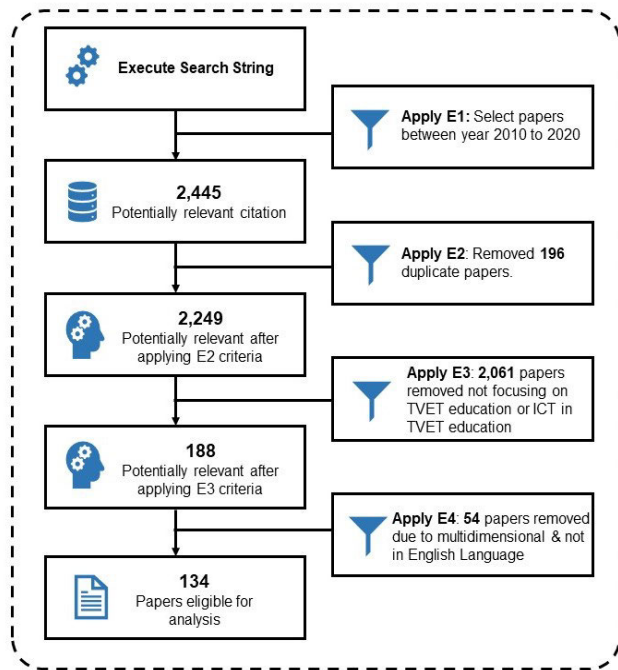 Execute Search String
Apply E1: Select papers
between year 2010 to 2020
2,445
Potentially relevant citation
Apply E2: Removed 196
duplicate papers.
2,249
Potentially relevant after
applying E2 criteria
Apply E3: 2,061 papers
removed not focusing on
TVET education or ICT in
TVET education
188
Potentially relevant after
applying E3 criteria
Apply E4: 54 papers removed
due to multidimensional & not
in English Language
134
Papers eligible for
analysis